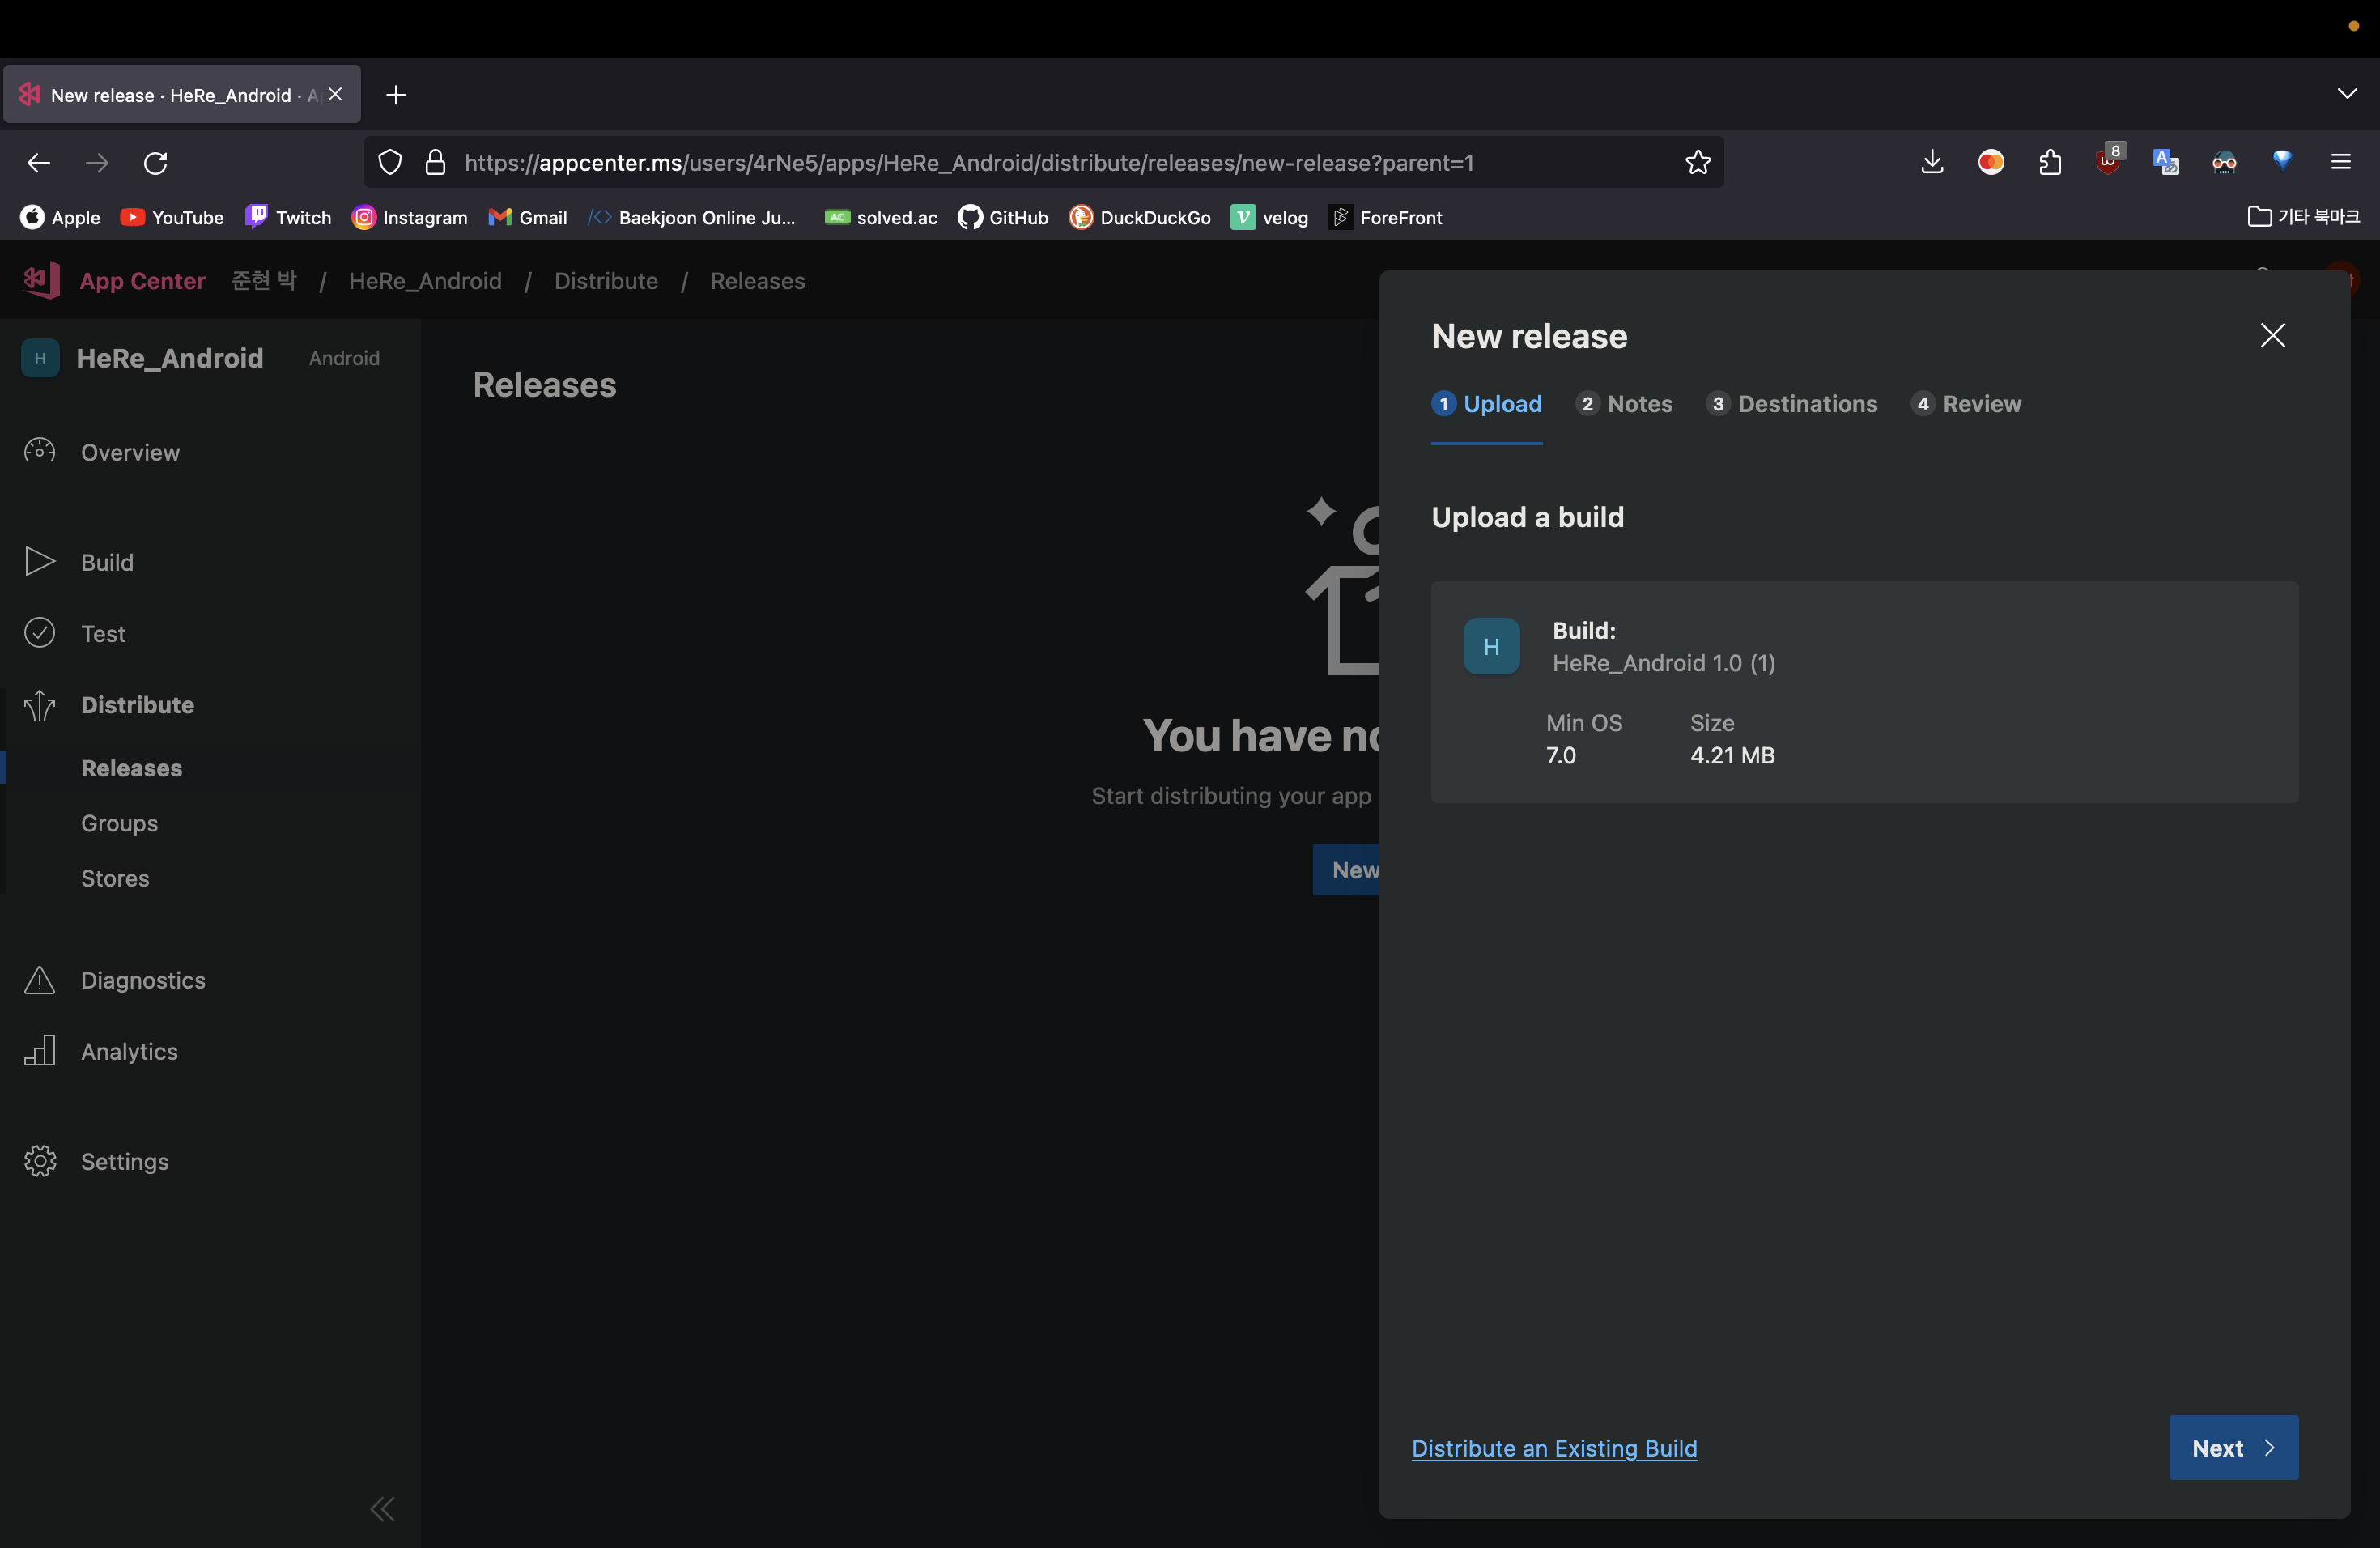 New release · HeRe_Android ·
https://appcenter.ms/users/4rNe5/apps/HeRe_Android/distribute/releases/new-release?parent=1
8
Apple YouTube Twitch Instagram Gmail Baekjoon Online Ju... solved.ac GitHub DuckDuckGo velog ForeFront 기타 북마크
App Center 준현 박 / HeRe_Android / Distribute / Releases
H HeRe_Android Android
Overview
Build
Test
Distribute
Releases
Groups
Stores
Diagnostics
Analytics
Settings
Releases
You have
Start distributing your app
New
New release
1 Upload 2 Notes 3 Destinations 4 Review
Upload a build
H
Build:
HeRe_Android 1.0 (1)
Min OS Size
7.0 4.21 MB
Distribute an Existing Build
Next